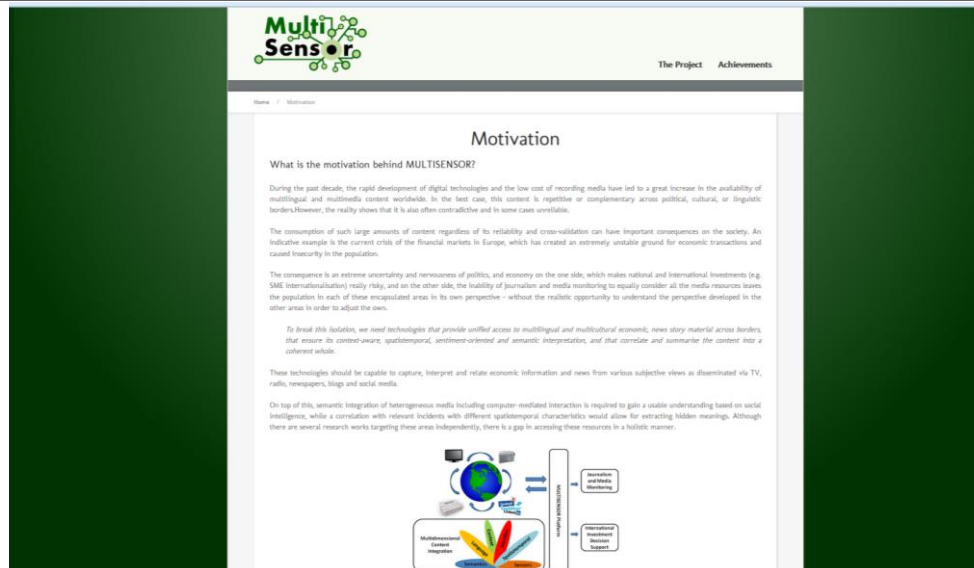 Multi
Sensor
The Project Achievements
Home / Motivation
Motivation
What is the motivation behind MULTISENSOR?
During the past decade, the rapid development of digital technologies and the low cost of recording media have led to a great increase in the availability of
multilingual and multimedia content worldwide. In the best case, this content is repetitive or complementary across political, cultural, or linguistic
borders.However, the reality shows that it is also often contradictory and in some cases unreliable.
The consumption of such large amounts of content regardless of its reliability and cross-validation can have important consequences on the society. An
indicative example is the current crisis of the financial markets in Europe, which has created an extremely unstable ground for economic transactions and
caused insecurity in the population.
The consequence is an extreme uncertainty and nervousness of politics, and economy on the one side, which makes national and international investments (e.g.
SME internationalisation) really risky, and on the other side, the inability of journalism and media monitoring to equally consider all the media resources leaves
the population in each of these encapsulated areas in its own perspective - without the realistic opportunity to understand the perspective developed in the
other areas in order to adjust the own.
To break this isolation, we need technologies that provide unified access to multilingual and multicultural economic, news story material across borders,
that ensure its context-aware, spatiotemporal, sentiment-oriented and semantic interpretation, and that correlate and summarise the content into a
coherent whole.
These technologies should be capable to capture, interpret and relate economic information and news from various subjective views as disseminated via TV,
radio, newspapers, blogs and social media.
On top of this, semantic integration of heterogeneous media including computer-mediated interaction is required to gain a usable understanding based on social
intelligence, while a correlation with relevant incidents with different spatiotemporal characteristics would allow for extracting hidden meanings. Although
there are several research works targeting these areas independently, there is a gap in accessing these resources in a holistic manner.
Journalism
and Media
Monitoring
MULTISENSOR Platform
International
Investment
Decision
Support
Multidimensional
Content
Integration
Language
Spatiotemporal
Semantics